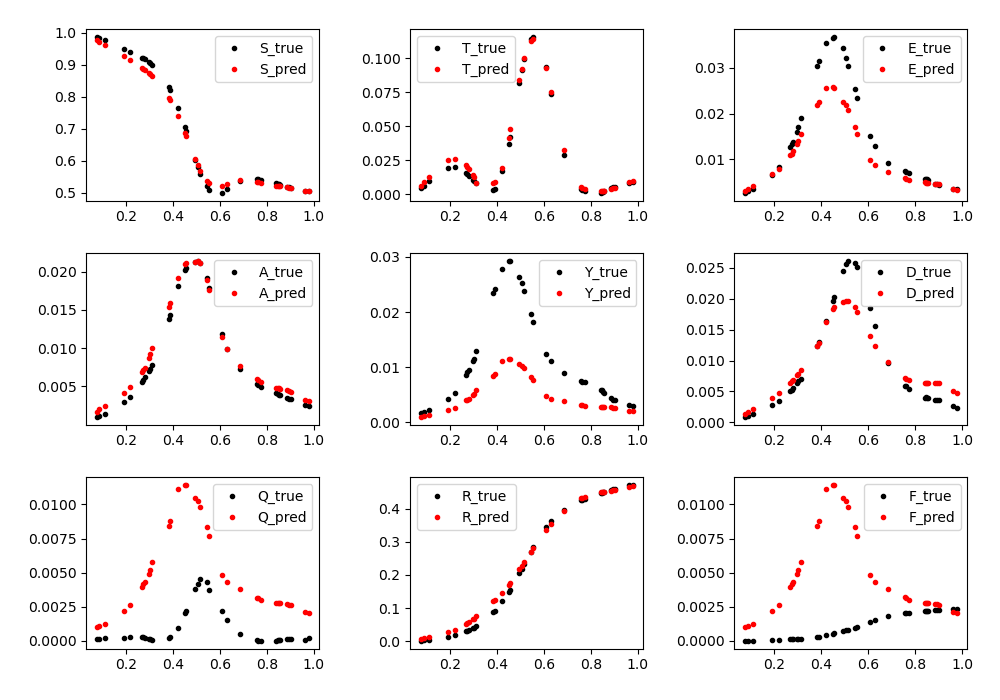 1.0
0.9
0.8
0.7
0.6
0.5
S_true
S_pred
0.2 0.4 0.6 0.8 1.0
0.100
0.075
0.050
0.025
0.000
T_true
T_pred
0.2 0.4 0.6 0.8 1.0
0.03
0.02
0.01
E_true
E_pred
0.2 0.4 0.6 0.8 1.0
0.020
0.015
0.010
0.005
A_true
A_pred
0.2 0.4 0.6 0.8 1.0
0.03
0.02
0.01
0.00
Y_true
Y_pred
0.2 0.4 0.6 0.8 1.0
0.025
0.020
0.015
0.010
0.005
0.000
D_true
D_pred
0.2 0.4 0.6 0.8 1.0
0.0100
0.0075
0.0050
0.0025
0.0000
Q_true
Q_pred
0.2 0.4 0.6 0.8 1.0
0.4
0.3
0.2
0.1
0.0
R_true
R_pred
0.2 0.4 0.6 0.8 1.0
0.0100
0.0075
0.0050
0.0025
0.0000
F_true
F_pred
0.2 0.4 0.6 0.8 1.0